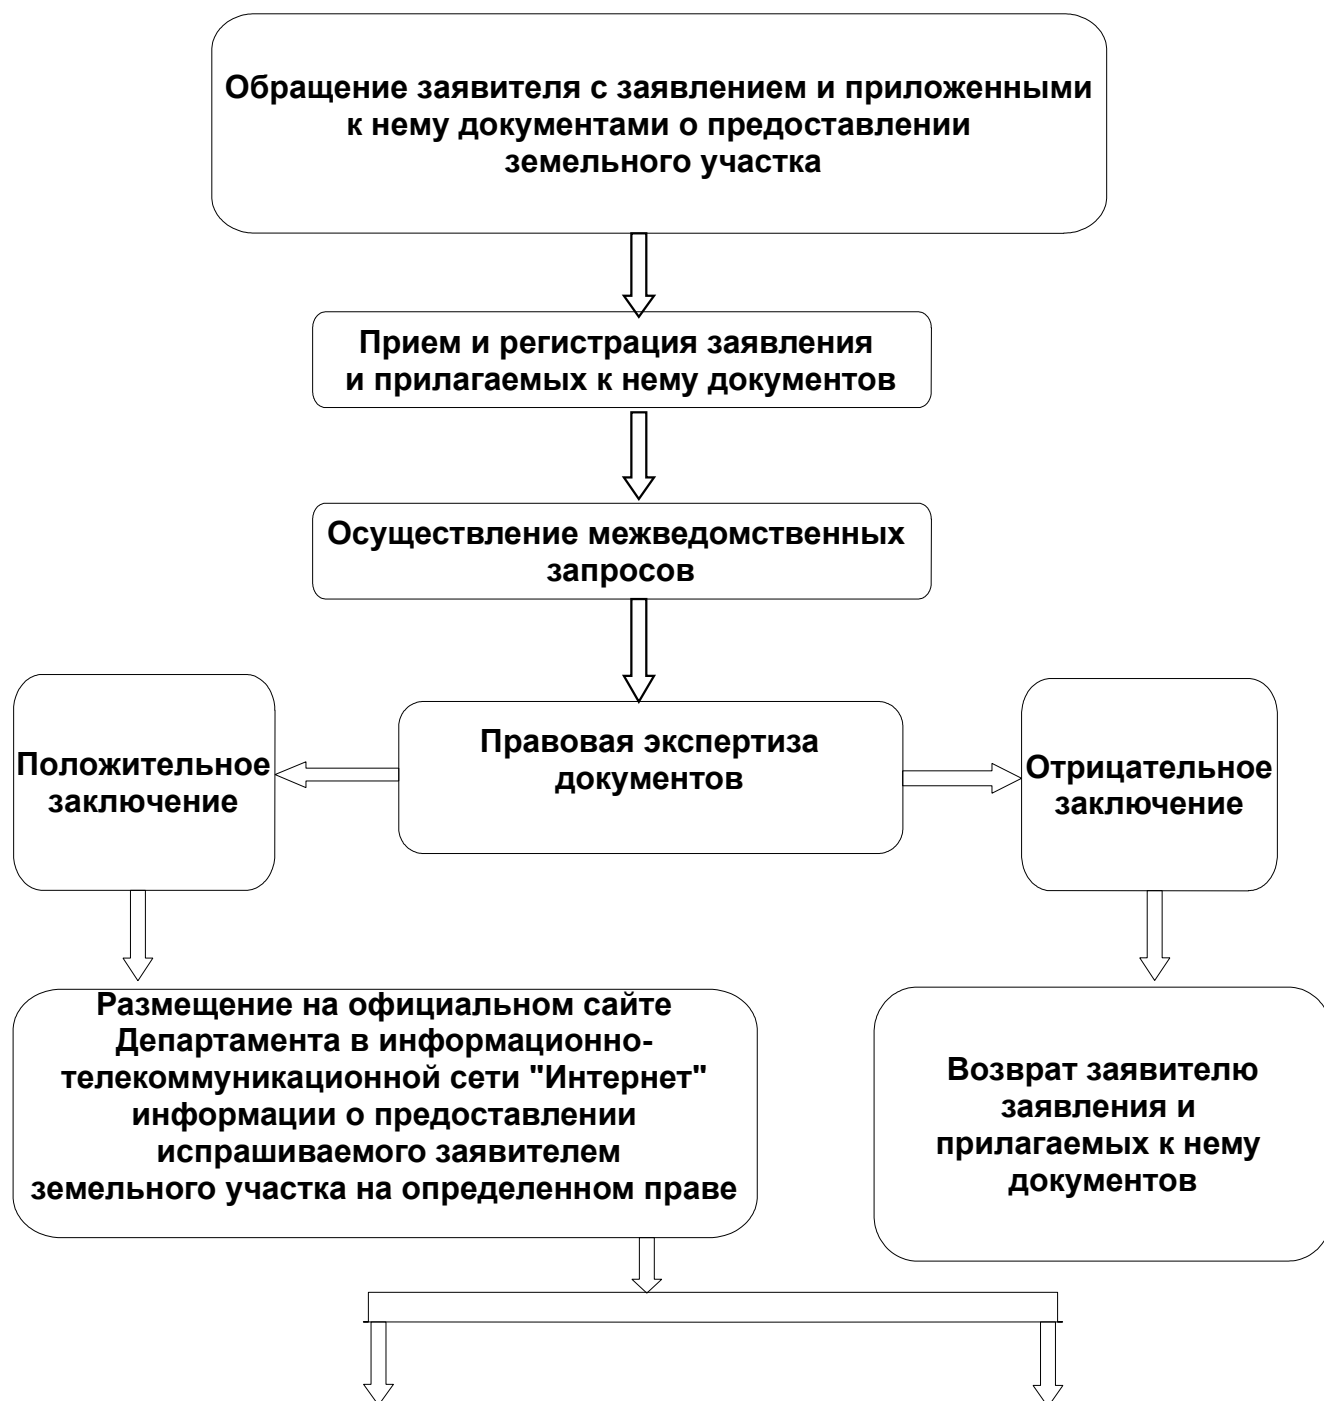 Обращение заявителя с заявлением и приложенными
к нему документами о предоставлении
земельного участка
Прием и регистрация заявления
и прилагаемых к нему документов
Осуществление межведомственных
запросов
Правовая экспертиза
документов
Положительное
заключение
Отрицательное
заключение
Размещение на официальном сайте
Департамента в информационно-
телекоммуникационной сети "Интернет"
информации о предоставлении
испрашиваемого заявителем
земельного участка на определенном праве
Возврат заявителю
заявления и
прилагаемых к нему
документов